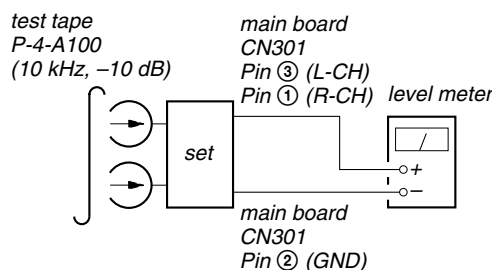 test tape
P-4-A100
(10 kHz, –10 dB)
main board
CN301
Pin ③ (L-CH)
Pin ① (R-CH)
level meter
set
+
–
main board
CN301
Pin ② (GND)